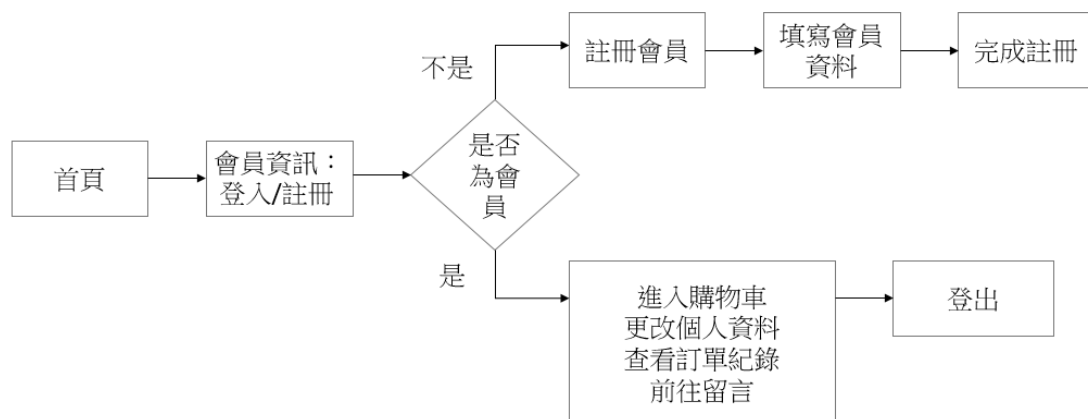 首頁
會員資訊：
登入/註冊
是否
為會
員
不是
註冊會員
填寫會員
資料
完成註冊
是
進入購物車
更改個人資料
查看訂單紀錄
前往留言
登出